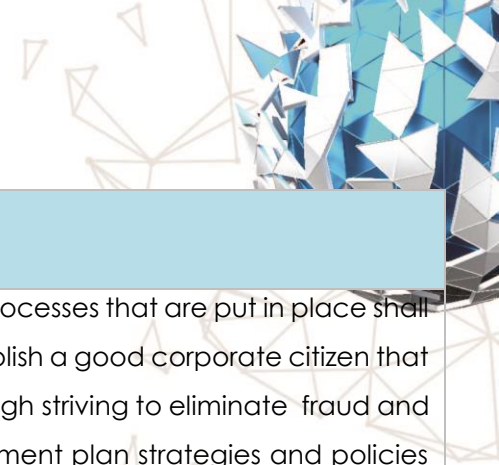 ocesses that are put in place shall
lish a good corporate citizen that
gh striving to eliminate fraud and
ment plan strategies and policies